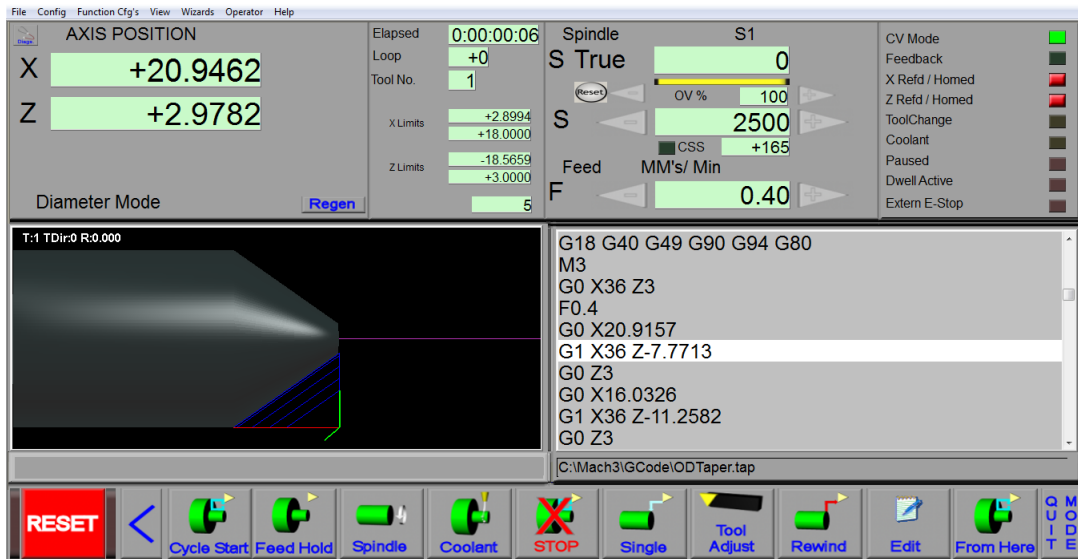 File Config Function Cfg's View Wizards Operator Help
Diags.
AXIS POSITION
X +20.9462
Z +2.9782
Diameter Mode
Regen
Elapsed 0:00:00:06
Loop +0
Tool No. 1
X Limits +2.8994
+18.0000
Z Limits -18.5659
+3.0000
5
Spindle S1
S True 0
Reset OV % 100
S 2500
CSS +165
Feed MM's/ Min
F 0.40
CV Mode
Feedback
X Refd / Homed
Z Refd / Homed
ToolChange
Coolant
Paused
Dwell Active
Extern E-Stop
T:1 TDir:0 R:0.000
G18 G40 G49 G90 G94 G80
M3
G0 X36 Z3
F0.4
G0 X20.9157
G1 X36 Z-7.7713
G0 Z3
G0 X16.0326
G1 X36 Z-11.2582
G0 Z3
C:\Mach3\GCode\ODTaper.tap
RESET
Cycle Start
Feed Hold
Spindle
Coolant
STOP
Single
Tool
Adjust
Rewind
Edit
From Here
QUIT
MODE